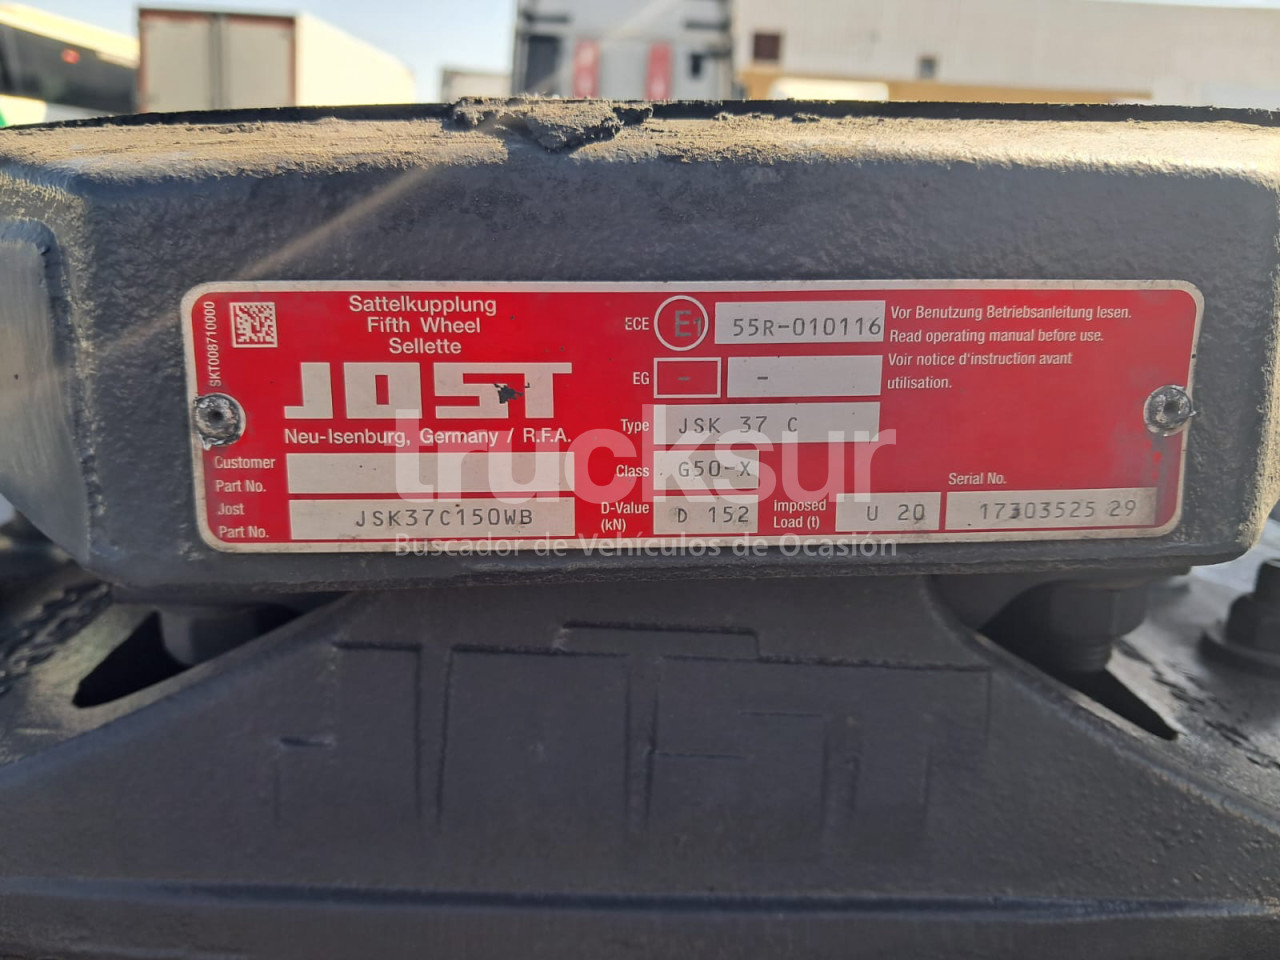 SKT008710000
Sattelkupplung
Fifth Wheel
Sellette
JOST
Neu-Isenburg, Germany / R.F.A.
Customer
Part No.
Jost
Part No.
JSK37C150WB
ECE E1 55R-010116
EG - -
Type JSK 37 C
Class G50-X
D-Value
(kN)
D 152
Imposed
Load (t)
U 20
Vor Benutzung Betriebsanleitung lesen.
Read operating manual before use.
Voir notice d'instruction avant
utilisation.
Serial No.
17303525 29
trucksur
Buscador de Vehículos de Ocasión
JOST